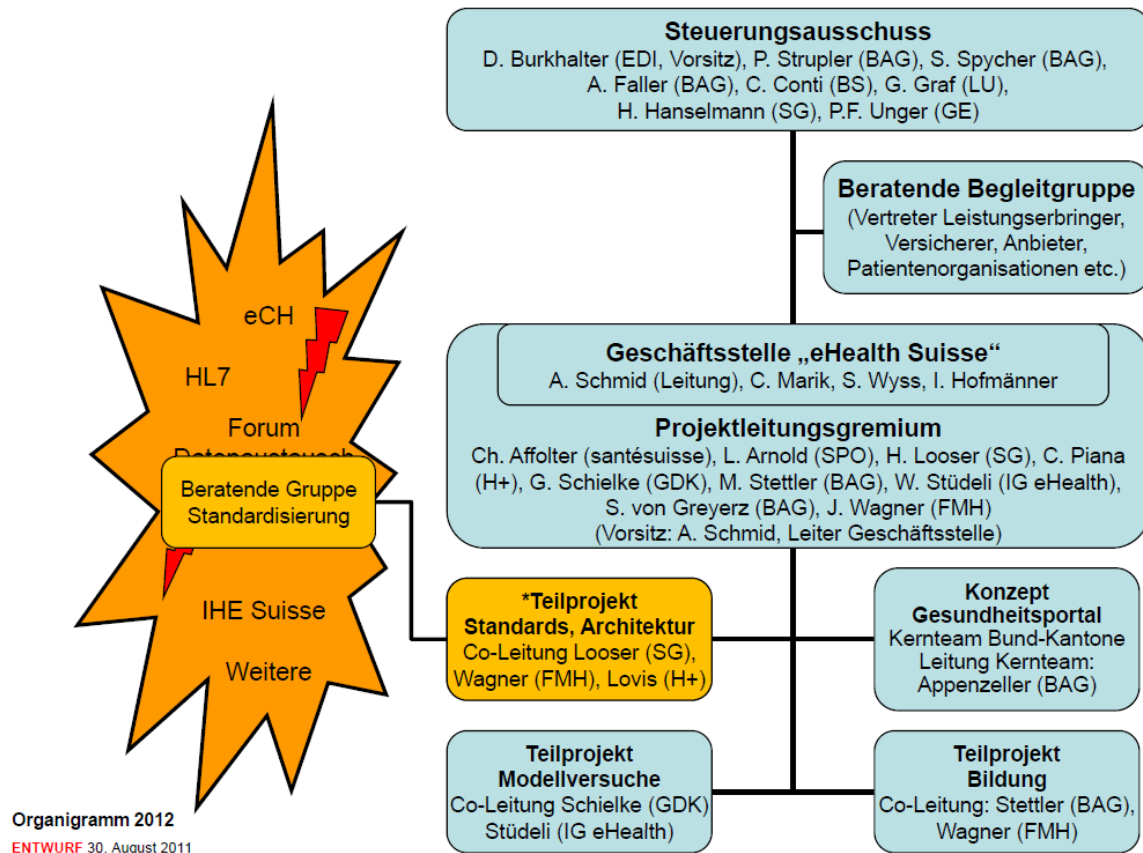 Steuerungsausschuss
D. Burkhalter (EDI, Vorsitz), P. Strupler (BAG), S. Spycher (BAG),
A. Faller (BAG), C. Conti (BS), G. Graf (LU),
H. Hanselmann (SG), P.F. Unger (GE)
Beratende Begleitgruppe
(Vertreter Leistungserbringer,
Versicherer, Anbieter,
Patientenorganisationen etc.)
Geschäftsstelle „eHealth Suisse“
A. Schmid (Leitung), C. Marik, S. Wyss, I. Hofmänner
Projektleitungsgremium
Ch. Affolter (santésuisse), L. Arnold (SPO), H. Looser (SG), C. Piana
(H+), G. Schielke (GDK), M. Stettler (BAG), W. Stüdeli (IG eHealth),
S. von Greyerz (BAG), J. Wagner (FMH)
(Vorsitz: A. Schmid, Leiter Geschäftsstelle)
eCH
HL7
Forum
Datenaustausch
Beratende Gruppe
Standardisierung
IHE Suisse
Weitere
*Teilprojekt
Standards, Architektur
Co-Leitung Looser (SG),
Wagner (FMH), Lovis (H+)
Konzept
Gesundheitsportal
Kernteam Bund-Kantone
Leitung Kernteam:
Appenzeller (BAG)
Teilprojekt
Modellversuche
Co-Leitung Schielke (GDK)
Stüdeli (IG eHealth)
Teilprojekt
Bildung
Co-Leitung: Stettler (BAG),
Wagner (FMH)
Organigramm 2012
ENTWURF 30. August 2011